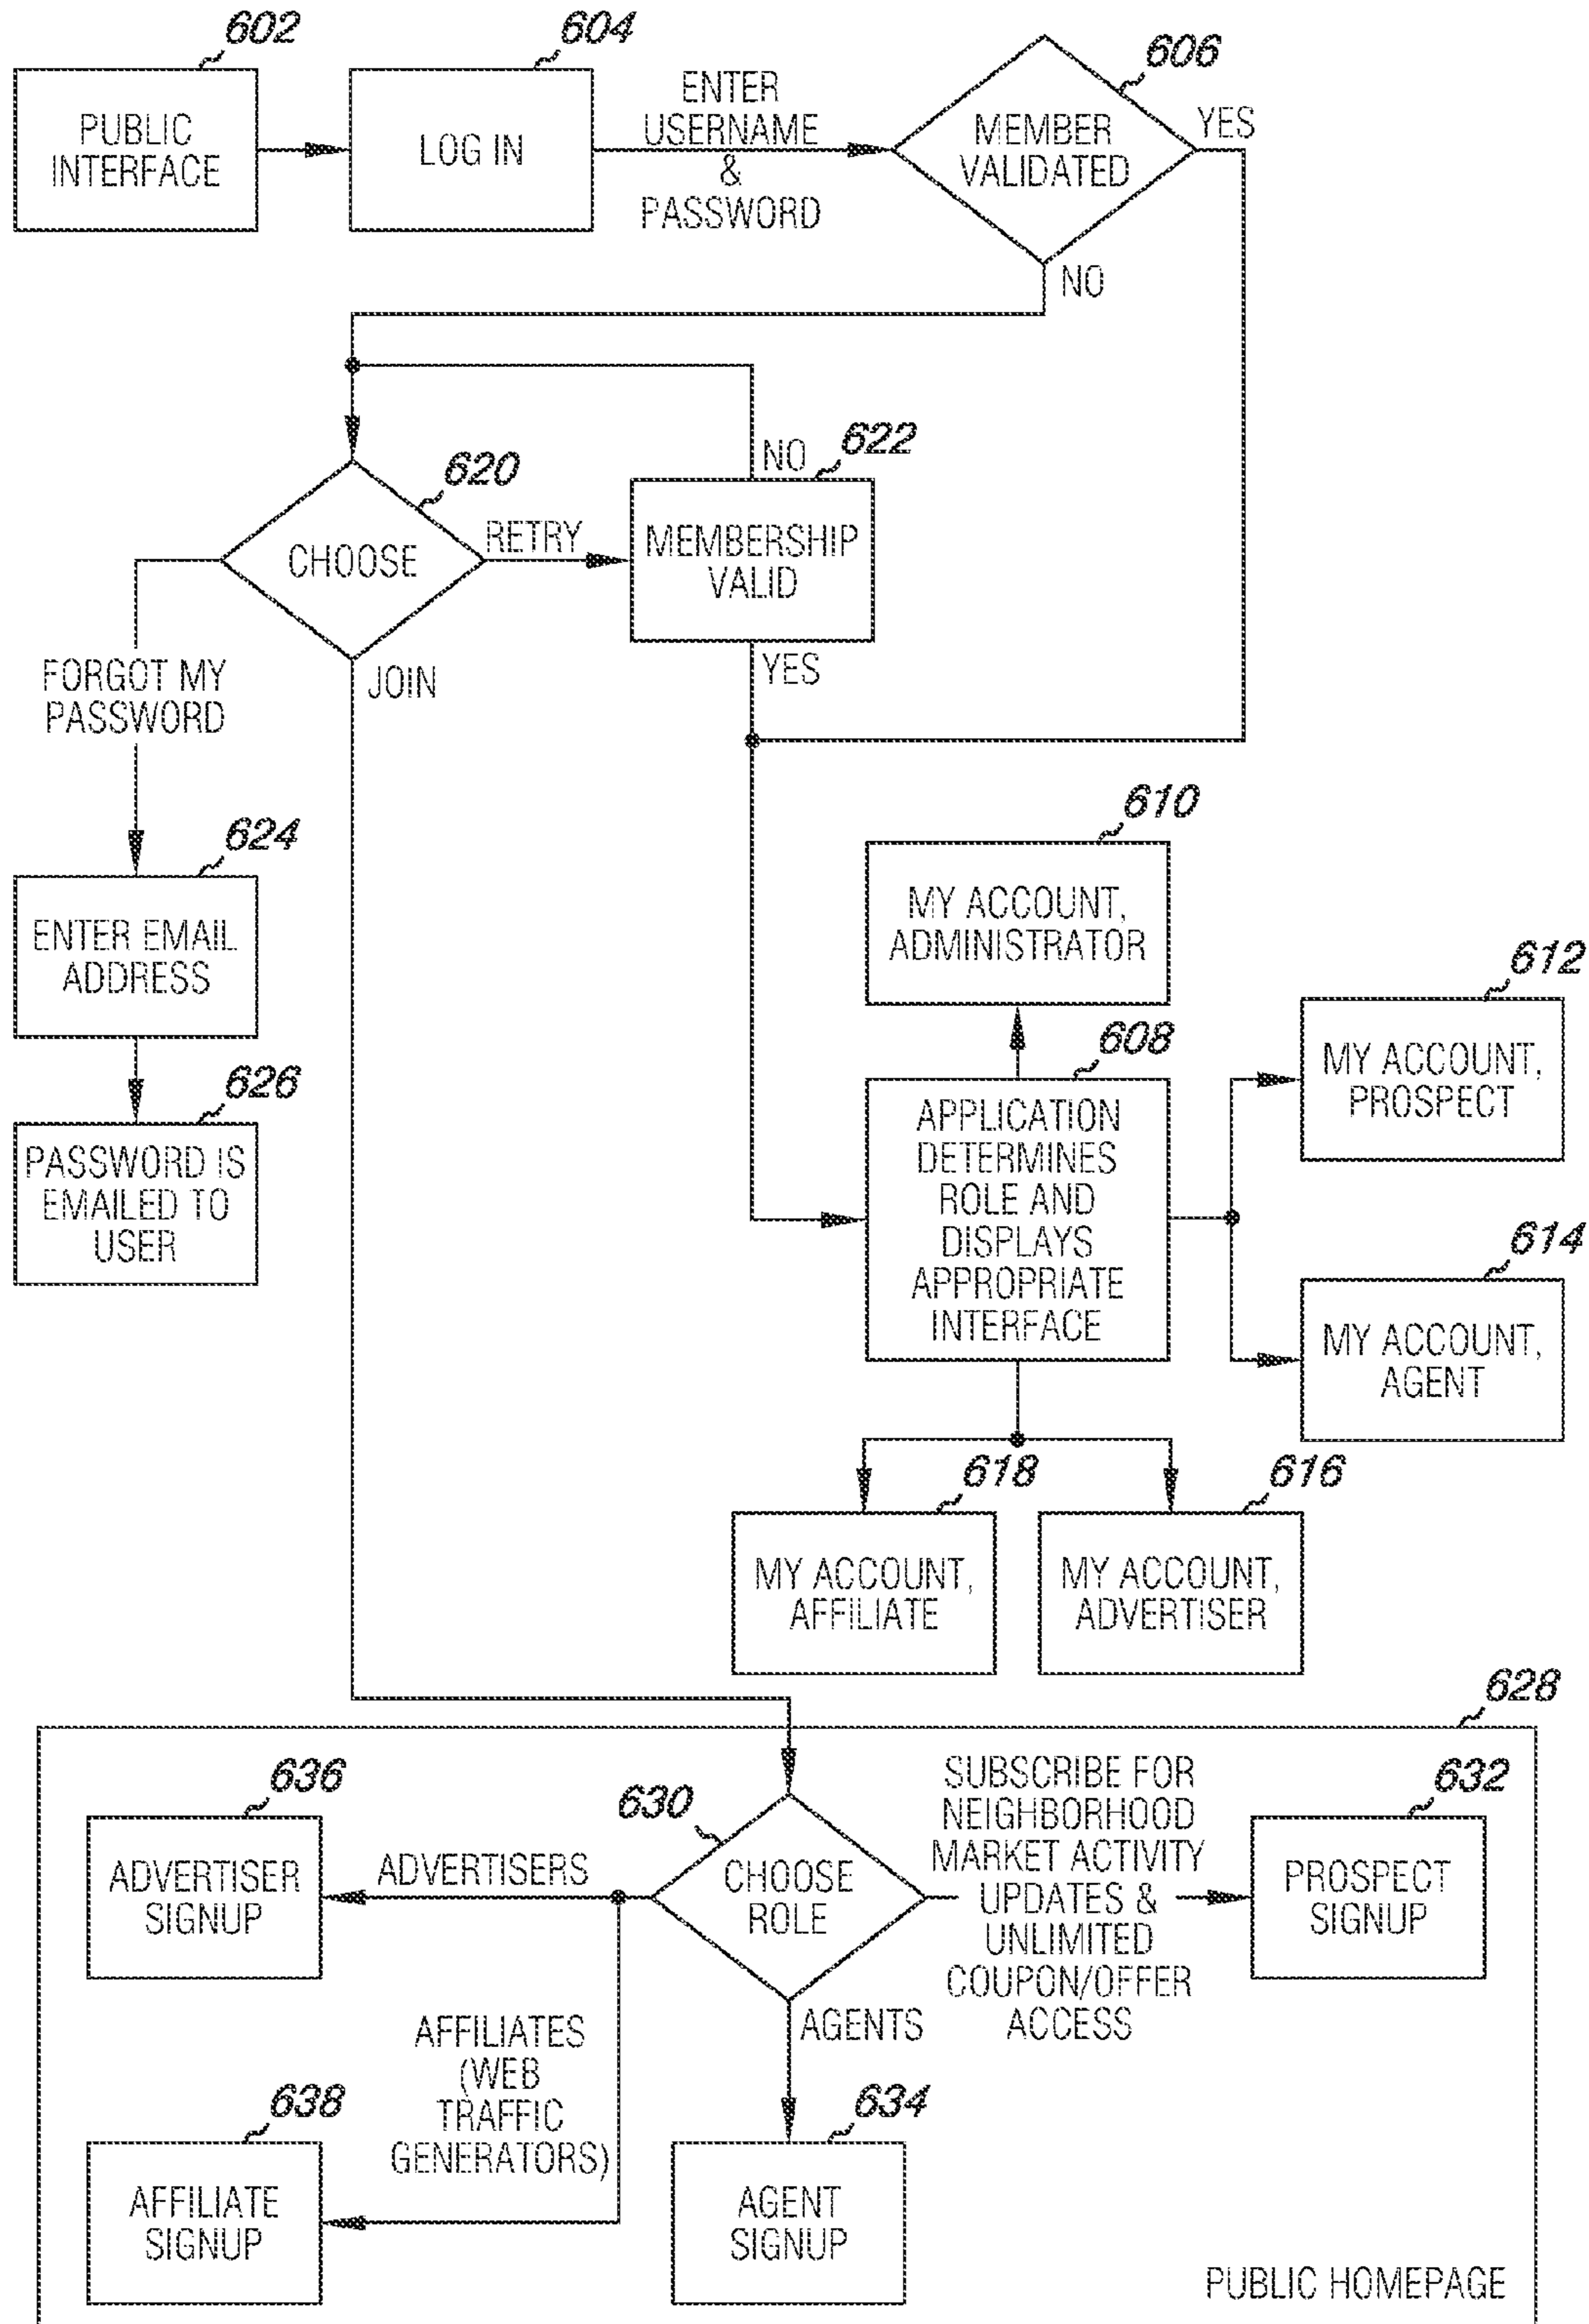 602
PUBLIC
INTERFACE
604
LOG IN
ENTER
USERNAME
&
PASSWORD
606
MEMBER
VALIDATED
YES
NO
620
CHOOSE
RETRY
NO
622
MEMBERSHIP
VALID
YES
FORGOT MY
PASSWORD
JOIN
624
ENTER EMAIL
ADDRESS
626
PASSWORD IS
EMAILED TO
USER
610
MY ACCOUNT,
ADMINISTRATOR
608
APPLICATION
DETERMINES
ROLE AND
DISPLAYS
APPROPRIATE
INTERFACE
612
MY ACCOUNT,
PROSPECT
614
MY ACCOUNT,
AGENT
618
MY ACCOUNT,
AFFILIATE
616
MY ACCOUNT,
ADVERTISER
628
636
ADVERTISER
SIGNUP
ADVERTISERS
630
CHOOSE
ROLE
SUBSCRIBE FOR
NEIGHBORHOOD
MARKET ACTIVITY
UPDATES &
UNLIMITED
COUPON/OFFER
ACCESS
632
PROSPECT
SIGNUP
AFFILIATES
(WEB
TRAFFIC
GENERATORS)
AGENTS
638
AFFILIATE
SIGNUP
634
AGENT
SIGNUP
PUBLIC HOMEPAGE